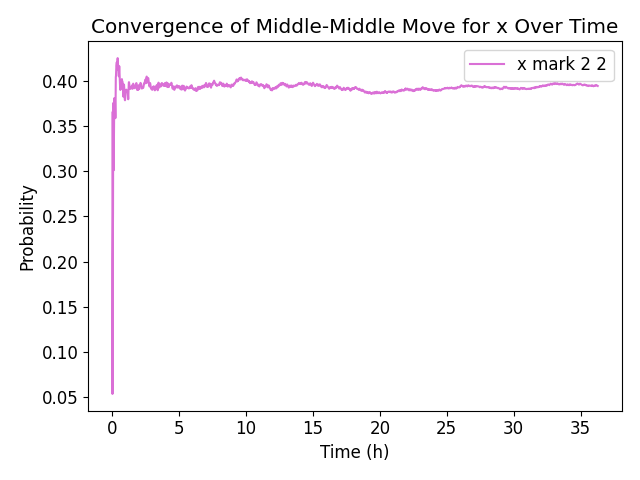 Convergence of Middle-Middle Move for x Over Time
x mark 2 2
0.40
0.35
0.30
0.25
0.20
0.15
0.10
0.05
Probability
0 5 10 15 20 25 30 35
Time (h)